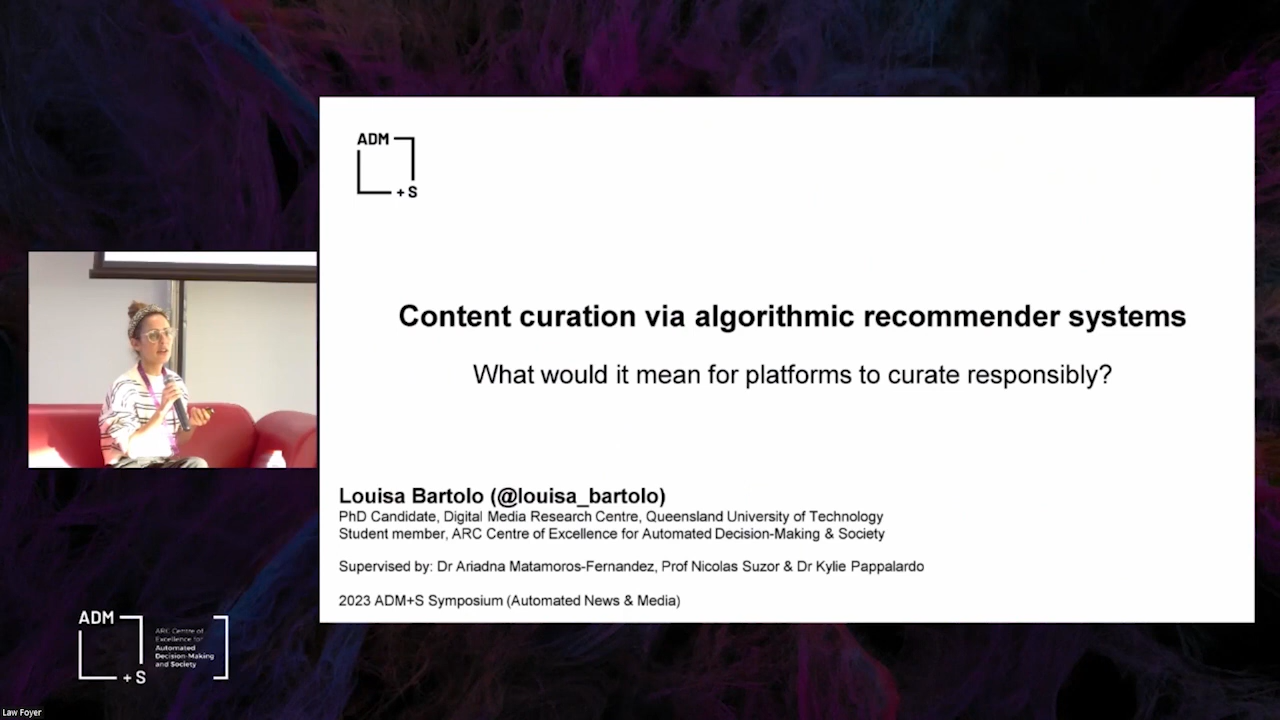 ADM
+ S
Content curation via algorithmic recommender systems
What would it mean for platforms to curate responsibly?
Louisa Bartolo (@louisa_bartolo)
PhD Candidate, Digital Media Research Centre, Queensland University of Technology
Student member, ARC Centre of Excellence for Automated Decision-Making & Society
Supervised by: Dr Ariadna Matamoros-Fernandez, Prof Nicolas Suzor & Dr Kylie Pappalardo
2023 ADM+S Symposium (Automated News & Media)
ADM
+ S
ARC Centre of
Excellence for
Automated
Decision-Making
and Society
Law Foyer